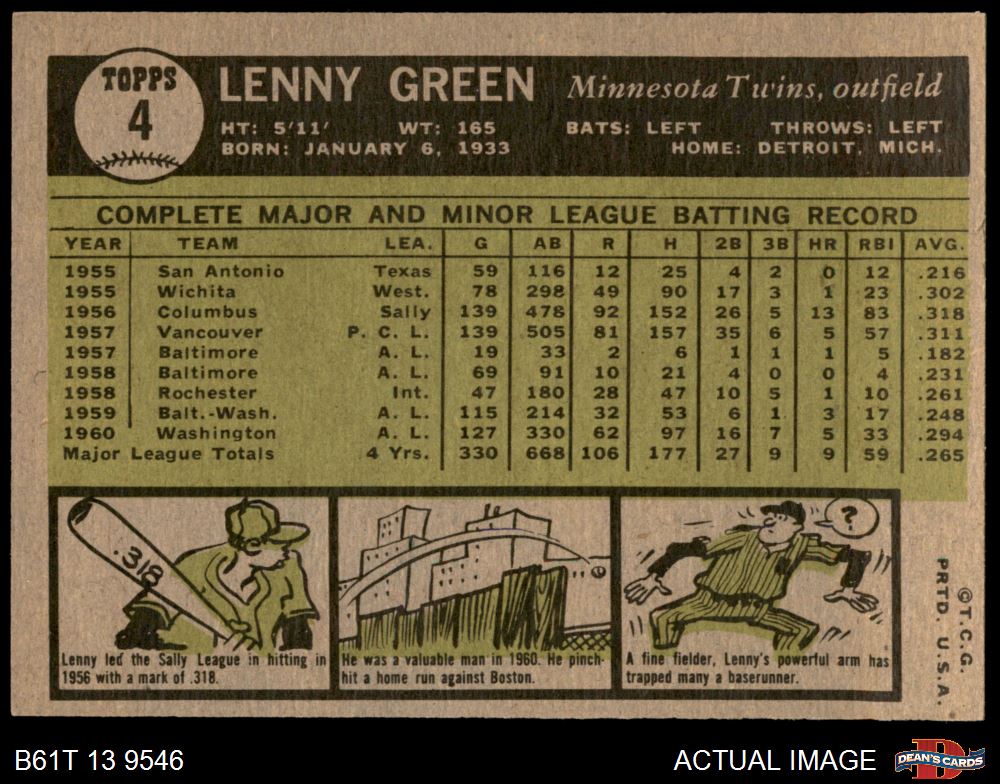 TOPPS
4
LENNY GREEN Minnesota Twins, outfield
HT: 5'11' WT: 165 BATS: LEFT THROWS: LEFT
BORN: JANUARY 6, 1933 HOME: DETROIT, MICH.
COMPLETE MAJOR AND MINOR LEAGUE BATTING RECORD
YEAR TEAM LEA. G AB R H 2B 3B HR RBI AVG.
1955 San Antonio Texas 59 116 12 25 4 2 0 12 .216
1955 Wichita West. 78 298 49 90 17 3 1 23 .302
1956 Columbus Sally 139 478 92 152 26 5 13 83 .318
1957 Vancouver P. C. L. 139 505 81 157 35 6 5 57 .311
1957 Baltimore A. L. 19 33 2 6 1 1 1 5 .182
1958 Baltimore A. L. 69 91 10 21 4 0 0 4 .231
1958 Rochester Int. 47 180 28 47 10 5 1 10 .261
1959 Balt.-Wash. A. L. 115 214 32 53 6 1 3 17 .248
1960 Washington A. L. 127 330 62 97 16 7 5 33 .294
Major League Totals 4 Yrs. 330 668 106 177 27 9 9 59 .265
.318
Lenny led the Sally League in hitting in
1956 with a mark of .318.
He was a valuable man in 1960. He pinch-
hit a home run against Boston.
?
A fine fielder, Lenny's powerful arm has
trapped many a baserunner.
©T.C.G.
PRTD. U.S.A.
B61T 13 9546 ACTUAL IMAGE DEAN'S CARDS